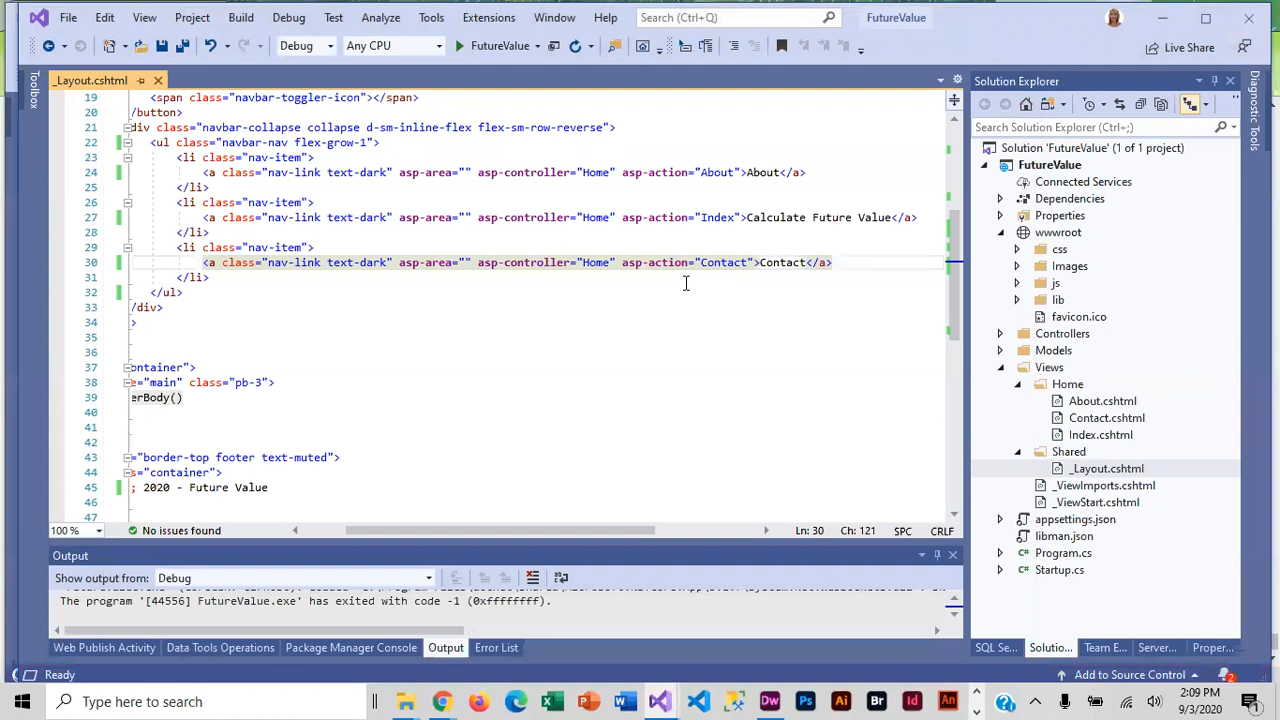 File Edit View Project Build Debug Test Analyze Tools Extensions Window Help Search (Ctrl+Q) FutureValue
Debug Any CPU FutureValue Live Share
Toolbox
_Layout.cshtml
19 <span class="navbar-toggler-icon"></span>
20 /button>
21 div class="navbar-collapse collapse d-sm-inline-flex flex-sm-row-reverse">
22 <ul class="navbar-nav flex-grow-1">
23 <li class="nav-item">
24 <a class="nav-link text-dark" asp-area="" asp-controller="Home" asp-action="About">About</a>
25 </li>
26 <li class="nav-item">
27 <a class="nav-link text-dark" asp-area="" asp-controller="Home" asp-action="Index">Calculate Future Value</a>
28 </li>
29 <li class="nav-item">
30 <a class="nav-link text-dark" asp-area="" asp-controller="Home" asp-action="Contact">Contact</a>
31 </li>
32 </ul>
33 /div>
34 >
35
36
37 ontainer">
38 e="main" class="pb-3">
39 erBody()
40
41
42
43 ="border-top footer text-muted">
44 s="container">
45 ; 2020 - Future Value
46
47
100 % No issues found Ln: 30 Ch: 121 SPC CRLF
Output
Show output from: Debug
The program '[44556] FutureValue.exe' has exited with code -1 (0xffffffff).
Web Publish Activity Data Tools Operations Package Manager Console Output Error List
Solution Explorer
Search Solution Explorer (Ctrl+;)
Solution 'FutureValue' (1 of 1 project)
FutureValue
Connected Services
Dependencies
Properties
wwwroot
css
Images
js
lib
favicon.ico
Controllers
Models
Views
Home
About.cshtml
Contact.cshtml
Index.cshtml
Shared
_Layout.cshtml
_ViewImports.cshtml
_ViewStart.cshtml
appsettings.json
libman.json
Program.cs
Startup.cs
SQL Se... Solutio... Team E... Server... Proper...
Diagnostic Tools
Ready Add to Source Control 2
Type here to search
Dw Ps Ai Br Id An
2:09 PM
9/3/2020
1